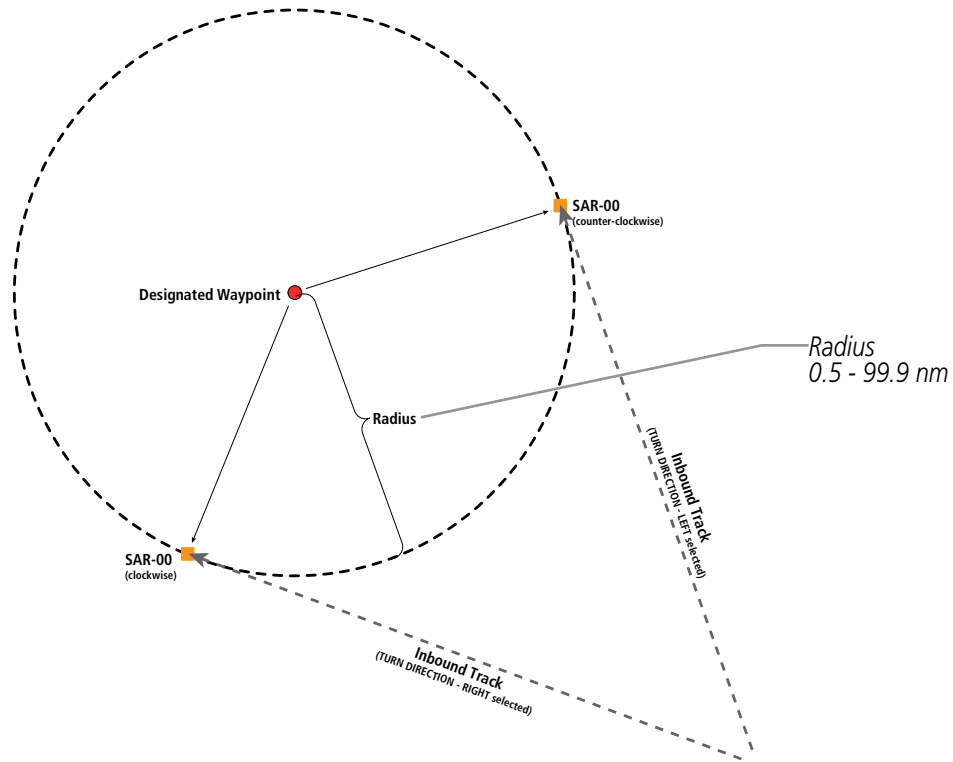 SAR-00
(counter-clockwise)
Designated Waypoint
Radius
0.5 - 99.9 nm
Radius
Inbound Track
(TURN DIRECTION - LEFT selected)
SAR-00
(clockwise)
Inbound Track
(TURN DIRECTION - RIGHT selected)